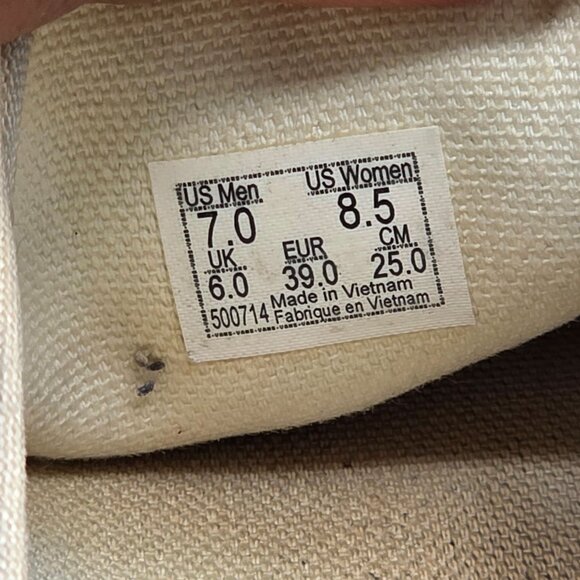 US Men US Women
7.0 8.5
UK EUR CM
6.0 39.0 25.0
500714 Made in Vietnam
Fabrique en Vietnam